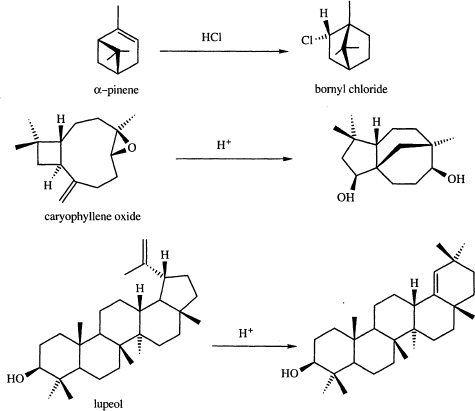 HCl
H
Cl
α-pinene
bornyl chloride
H
O
H
H⁺
H
OH
OH
caryophyllene oxide
H
H
H
HO
H⁺
HO
lupeol